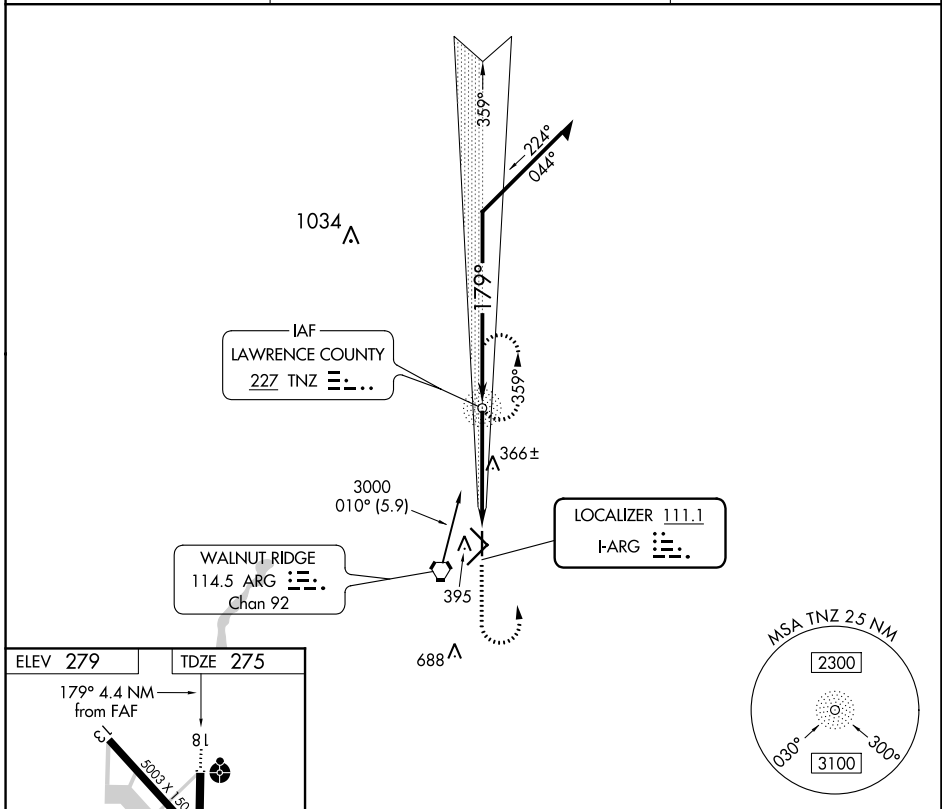 359°
224°
044°
1034
179°
IAF
LAWRENCE COUNTY
227 TNZ
359°
366±
3000
010° (5.9)
LOCALIZER 111.1
I-ARG
WALNUT RIDGE
114.5 ARG
Chan 92
395
688
MSA TNZ 25 NM
2300
030°
300°
3100
ELEV 279
TDZE 275
179° 4.4 NM
from FAF
13
18
5003 X 150